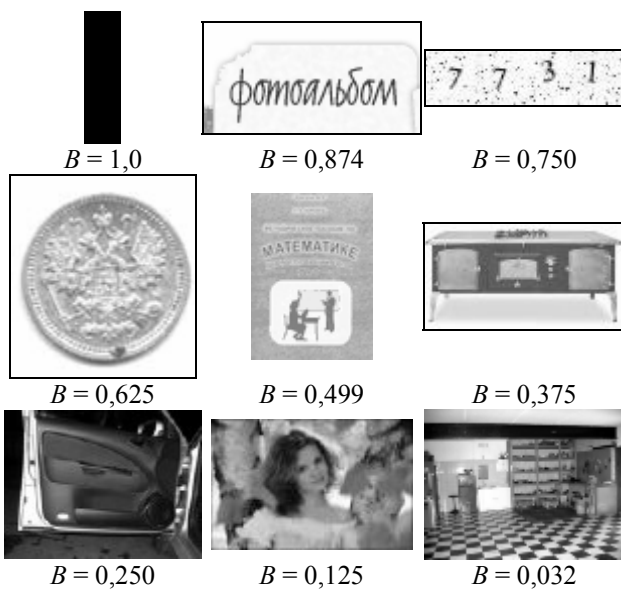 фотоальбом
7 7 3 1
B = 1,0
B = 0,874
B = 0,750
МАТЕМАТИКЕ
B = 0,625
B = 0,499
B = 0,375
B = 0,250
B = 0,125
B = 0,032